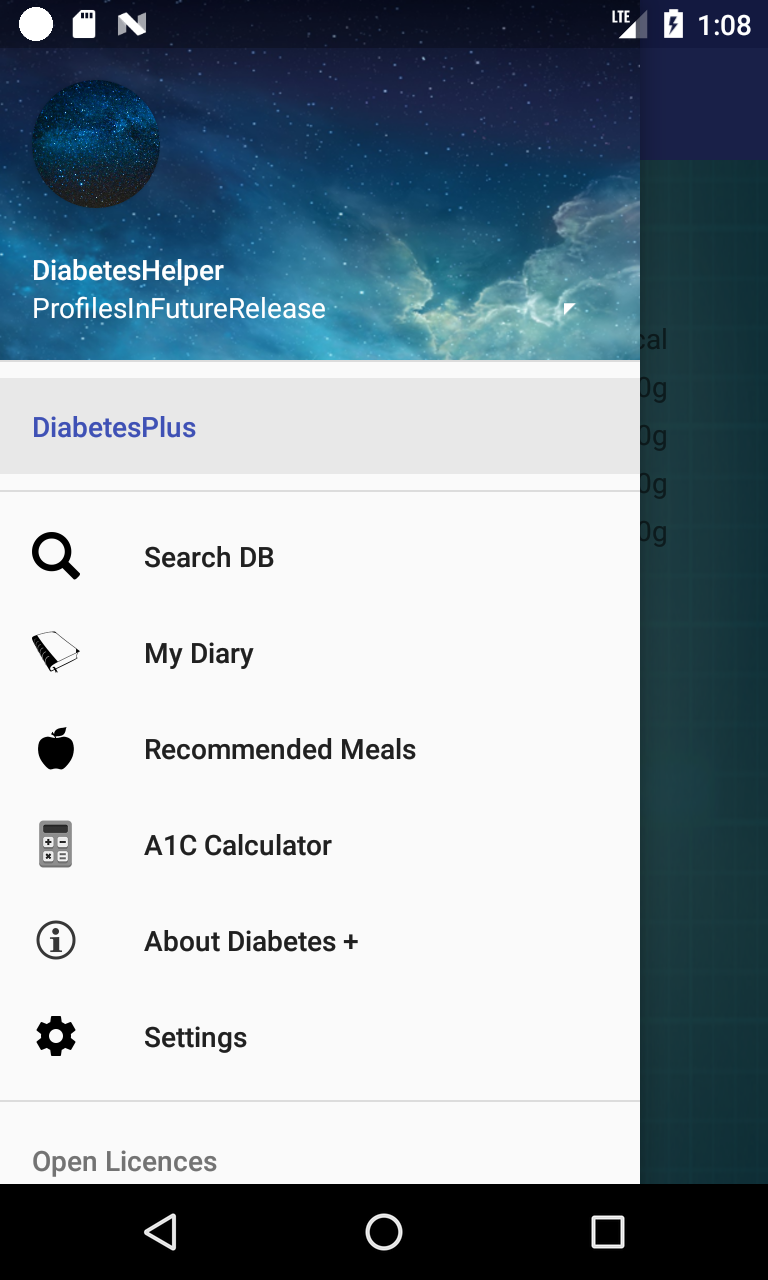 LTE 1:08
DiabetesHelper
ProfilesInFutureRelease
cal
0g
0g
0g
0g
DiabetesPlus
Search DB
My Diary
Recommended Meals
A1C Calculator
About Diabetes +
Settings
Open Licences